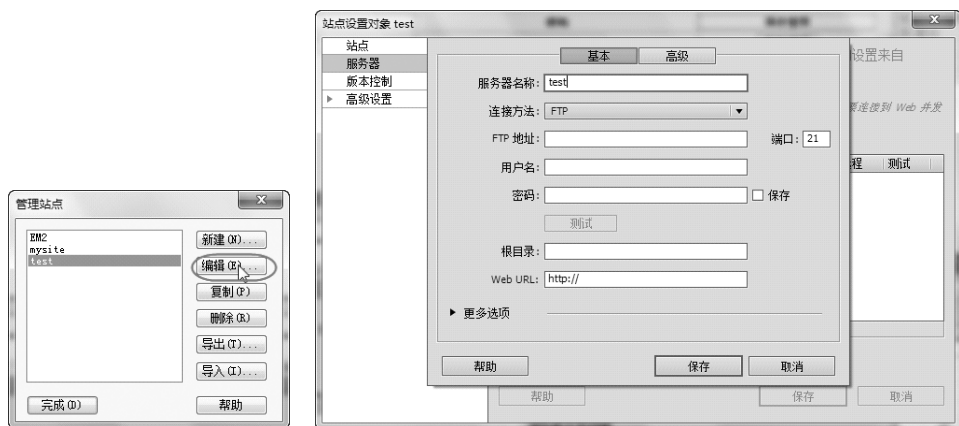 管理站点
EM2
mysite
test
新建(N)...
编辑(E)...
复制(P)
删除(R)
导出(T)...
导入(I)...
完成(D)
帮助
站点设置对象 test
站点
服务器
版本控制
高级设置
基本 高级
服务器名称: test
连接方法: FTP
FTP 地址: 端口: 21
用户名:
密码: 保存
测试
根目录:
Web URL: http://
更多选项
帮助 保存 取消
设置来自
要连接到 Web 并发
程 测试
帮助 保存 取消